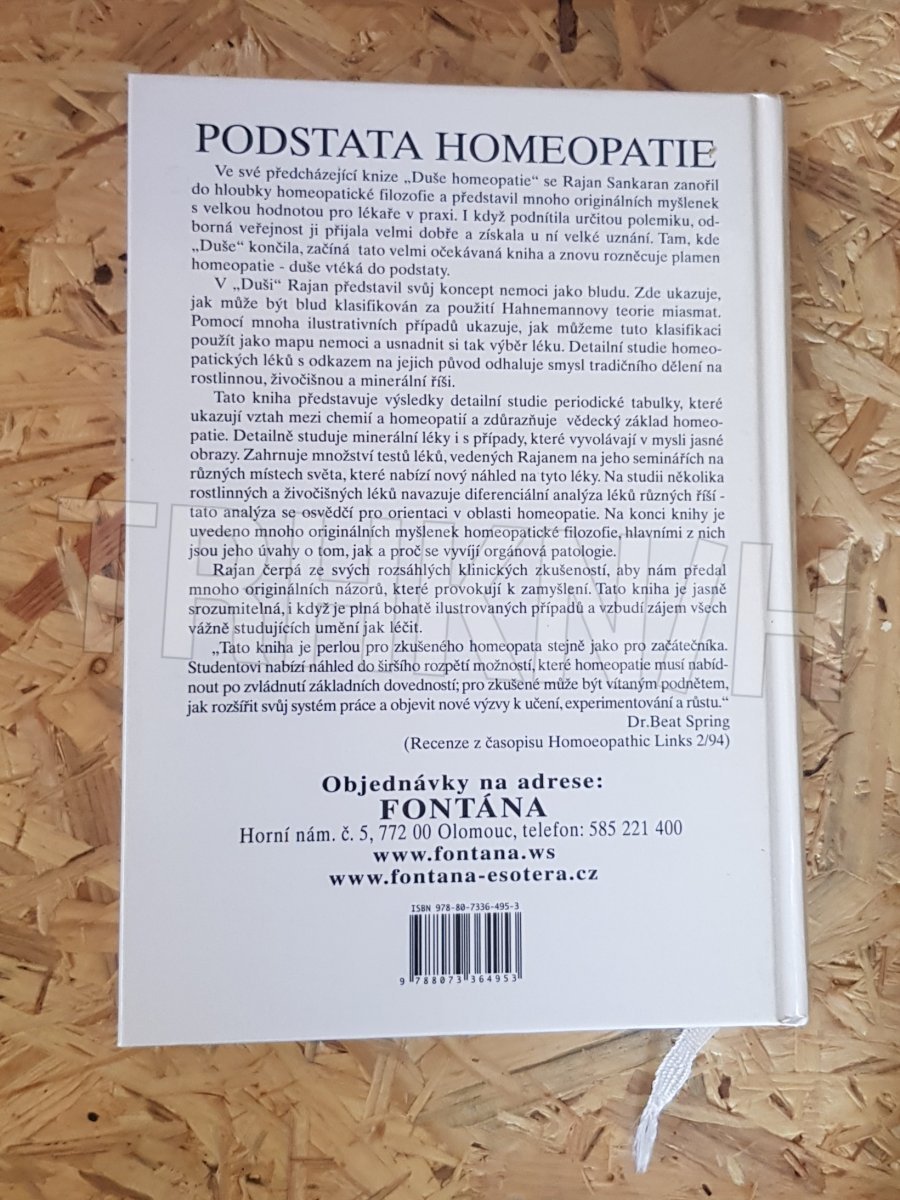 PODSTATA HOMEOPATIE
Ve své předcházející knize „Duše homeopatie“ se Rajan Sankaran zanořil
do hloubky homeopatické filozofie a představil mnoho originálních myšlenek
s velkou hodnotou pro lékaře v praxi. I když podnítila určitou polemiku, od-
borná veřejnost ji přijala velmi dobře a získala u ní velké uznání. Tam, kde
„Duše“ končila, začíná tato velmi očekávaná kniha a znovu rozněcuje plamen
homeopatie - duše vtéká do podstaty.
V „Duši” Rajan představil svůj koncept nemoci jako bludu. Zde ukazuje,
jak může být blud klasifikován za použití Hahnemannovy teorie miasmat.
Pomocí mnoha ilustrativních případů ukazuje, jak můžeme tuto klasifikaci
použít jako mapu nemoci a usnadnit si tak výběr léku. Detailní studie homeo-
patických léků s odkazem na jejich původ odhaluje smysl tradičního dělení na
rostlinnou, živočišnou a minerální říši.
Tato kniha představuje výsledky detailní studie periodické tabulky, které
ukazují vztah mezi chemií a homeopatií a zdůrazňuje vědecký základ homeo-
patie. Detailně studuje minerální léky i s případy, které vyvolávají v mysli jasné
obrazy. Zahrnuje množství testů léků, vedených Rajanem na jeho seminářích na
různých místech světa, které nabízí nový náhled na tyto léky. Na studii několika
rostlinných a živočišných léků navazuje diferenciální analýza léků různých říší -
tato analýza se osvědčí pro orientaci v oblasti homeopatie. Na konci knihy je
uvedeno mnoho originálních myšlenek homeopatické filozofie, hlavními z nich
jsou jeho úvahy o tom, jak a proč se vyvíjí orgánová patologie.
Rajan čerpá ze svých rozsáhlých klinických zkušeností, aby nám předal
mnoho originálních názorů, které provokují k zamyšlení. Tato kniha je jasně
srozumitelná, i když je plná bohatě ilustrovaných případů a vzbudí zájem všech
vážně studujících umění jak léčit.
„Tato kniha je perlou pro zkušeného homeopata stejně jako pro začátečníka.
Studentovi nabízí náhled do širšího rozpětí možností, které homeopatie musí nabíd-
nout po zvládnutí základních dovedností; pro zkušené může být vítaným podnětem,
jak rozšířit svůj systém práce a objevit nové výzvy k učení, experimentování a růstu.“
Dr.Beat Spring
(Recenze z časopisu Homoeopathic Links 2/94)
Objednávky na adrese:
FONTÁNA
Horní nám. č. 5, 772 00 Olomouc, telefon: 585 221 400
www.fontana.ws
www.fontana-esotera.cz
ISBN 978-80-7336-495-3
9 788073 364953